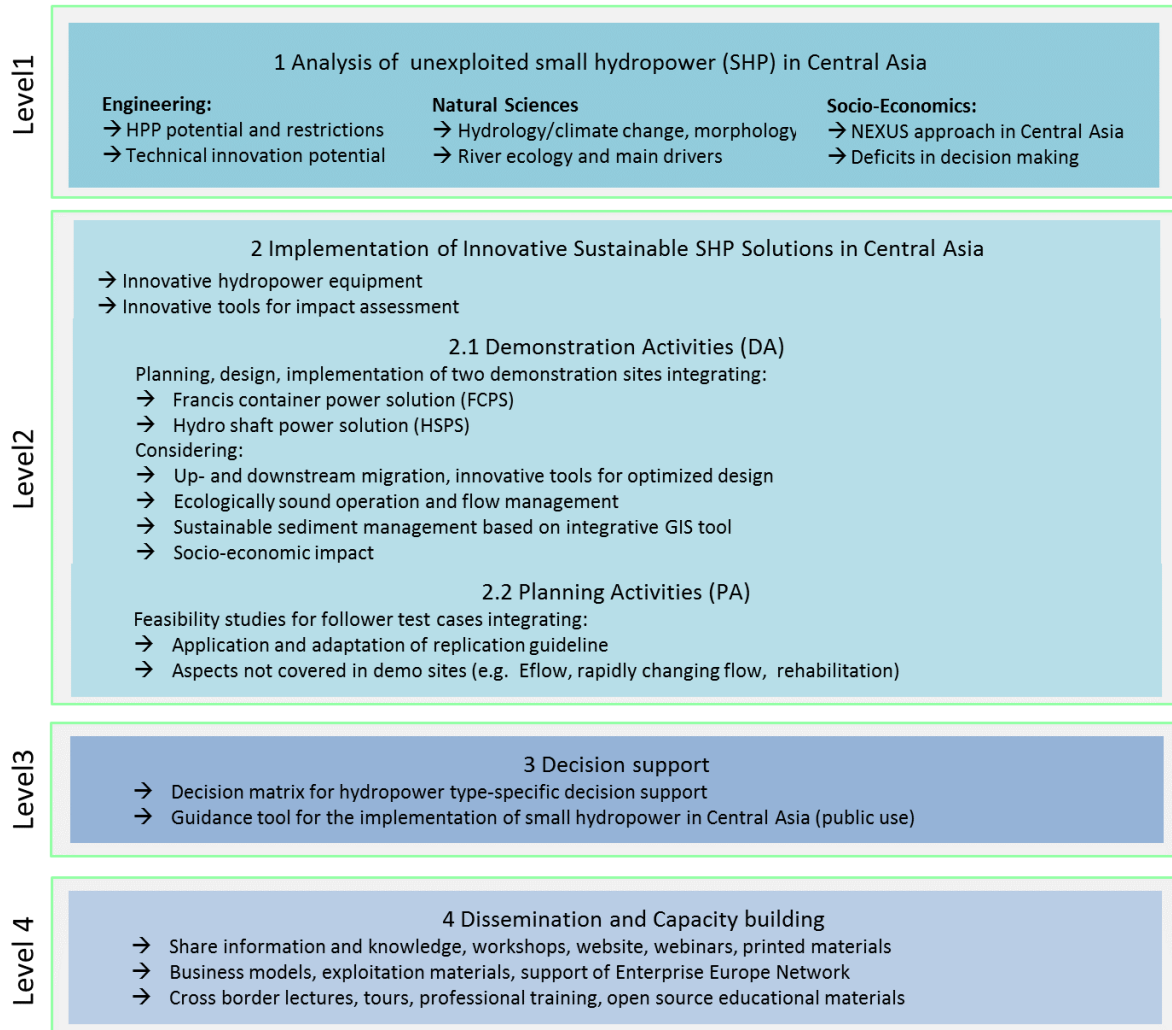 Level1
1 Analysis of unexploited small hydropower (SHP) in Central Asia
Engineering:
→ HPP potential and restrictions
→ Technical innovation potential
Natural Sciences
→ Hydrology/climate change, morphology
→ River ecology and main drivers
Socio-Economics:
→ NEXUS approach in Central Asia
→ Deficits in decision making
Level2
2 Implementation of Innovative Sustainable SHP Solutions in Central Asia
→ Innovative hydropower equipment
→ Innovative tools for impact assessment
2.1 Demonstration Activities (DA)
Planning, design, implementation of two demonstration sites integrating:
→ Francis container power solution (FCPS)
→ Hydro shaft power solution (HSPS)
Considering:
→ Up- and downstream migration, innovative tools for optimized design
→ Ecologically sound operation and flow management
→ Sustainable sediment management based on integrative GIS tool
→ Socio-economic impact
2.2 Planning Activities (PA)
Feasibility studies for follower test cases integrating:
→ Application and adaptation of replication guideline
→ Aspects not covered in demo sites (e.g. Eflow, rapidly changing flow, rehabilitation)
Level3
3 Decision support
→ Decision matrix for hydropower type-specific decision support
→ Guidance tool for the implementation of small hydropower in Central Asia (public use)
Level 4
4 Dissemination and Capacity building
→ Share information and knowledge, workshops, website, webinars, printed materials
→ Business models, exploitation materials, support of Enterprise Europe Network
→ Cross border lectures, tours, professional training, open source educational materials